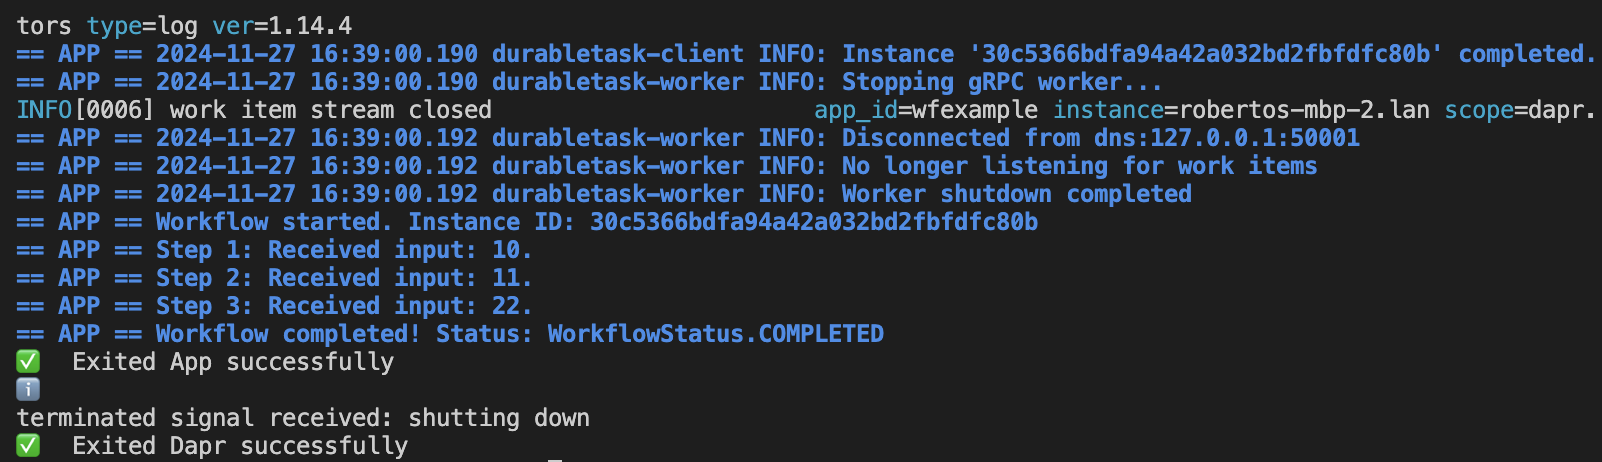 tors type=log ver=1.14.4
== APP == 2024-11-27 16:39:00.190 durabletask-client INFO: Instance '30c5366bdfa94a42a032bd2fbfdfc80b' completed.
== APP == 2024-11-27 16:39:00.190 durabletask-worker INFO: Stopping gRPC worker...
INFO[0006] work item stream closed                       app_id=wfexample instance=robertos-mbp-2.lan scope=dapr.
== APP == 2024-11-27 16:39:00.192 durabletask-worker INFO: Disconnected from dns:127.0.0.1:50001
== APP == 2024-11-27 16:39:00.192 durabletask-worker INFO: No longer listening for work items
== APP == 2024-11-27 16:39:00.192 durabletask-worker INFO: Worker shutdown completed
== APP == Workflow started. Instance ID: 30c5366bdfa94a42a032bd2fbfdfc80b
== APP == Step 1: Received input: 10.
== APP == Step 2: Received input: 11.
== APP == Step 3: Received input: 22.
== APP == Workflow completed! Status: WorkflowStatus.COMPLETED
✅  Exited App successfully
ℹ️
terminated signal received: shutting down
✅  Exited Dapr successfully